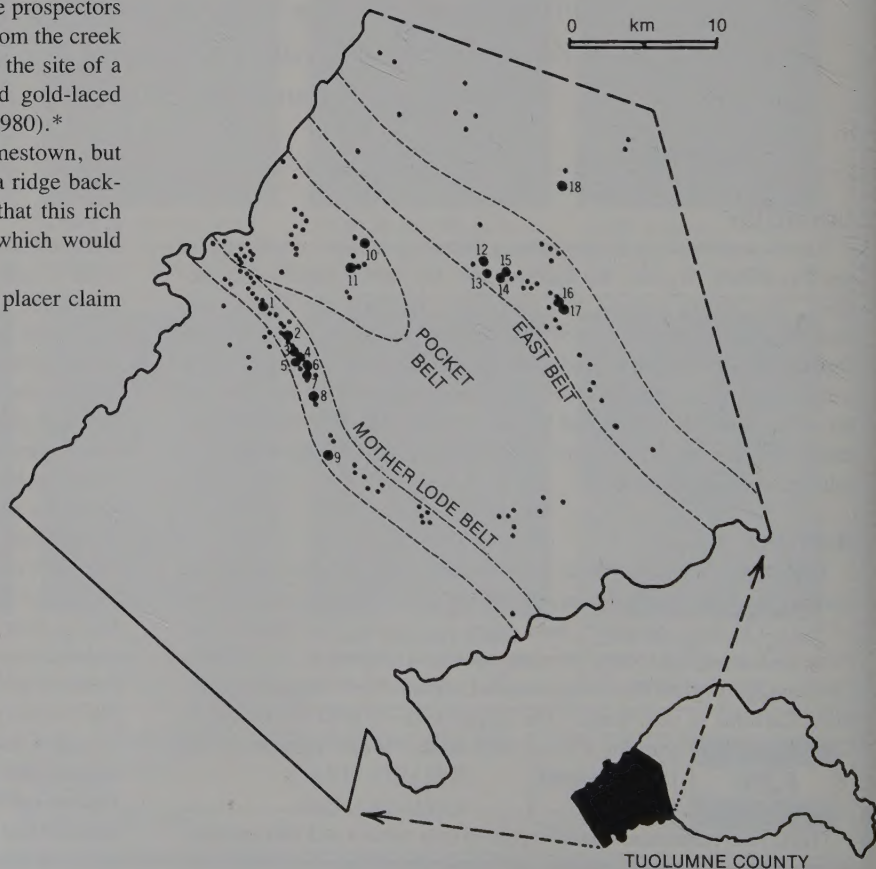 e prospectors
om the creek
the site of a
d gold-laced
980).*
mestown, but
a ridge back-
that this rich
which would
placer claim
0 km 10
18
12
15
13
14
16
17
10
11
1
2
3
4
5
6
7
8
9
POCKET
BELT
EAST BELT
MOTHER LODE BELT
TUOLUMNE COUNTY